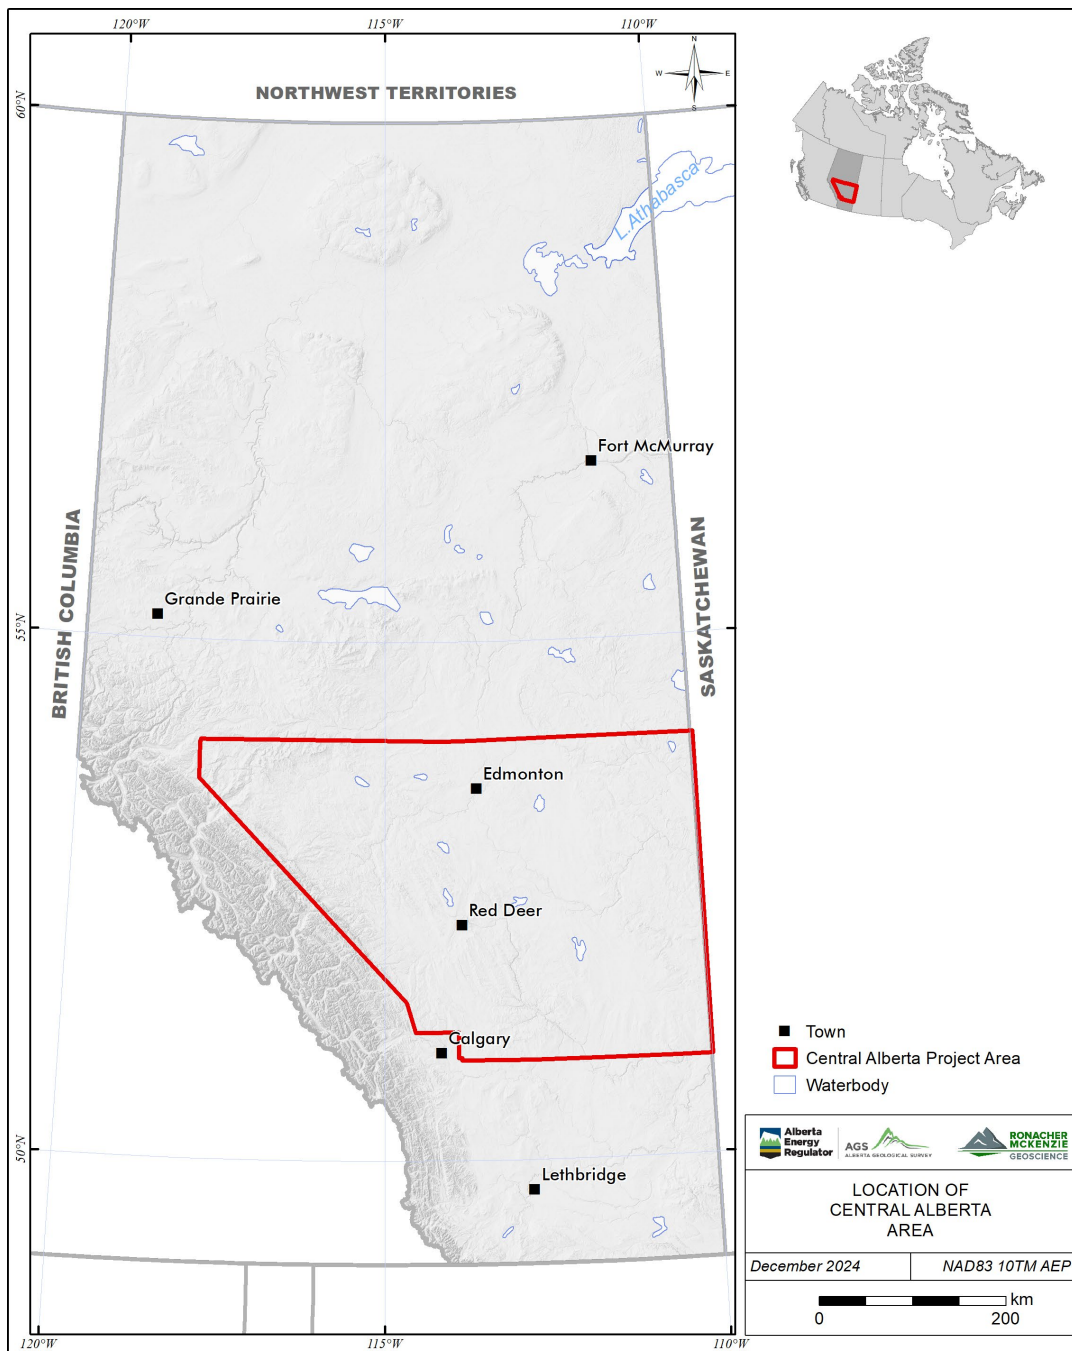 120°W
115°W
110°W
N
W
E
S
60°N
NORTHWEST TERRITORIES
L.Athabasca
Fort McMurray
BRITISH COLUMBIA
SASKATCHEWAN
Grande Prairie
55°N
Edmonton
Red Deer
Calgary
50°N
Lethbridge
120°W
115°W
110°W
Town
Central Alberta Project Area
Waterbody
Alberta
Energy
Regulator
AGS
ALBERTA GEOLOGICAL SURVEY
RONACHER
MCKENZIE
GEOSCIENCE
LOCATION OF
CENTRAL ALBERTA
AREA
December 2024
NAD83 10TM AEP
km
0
200